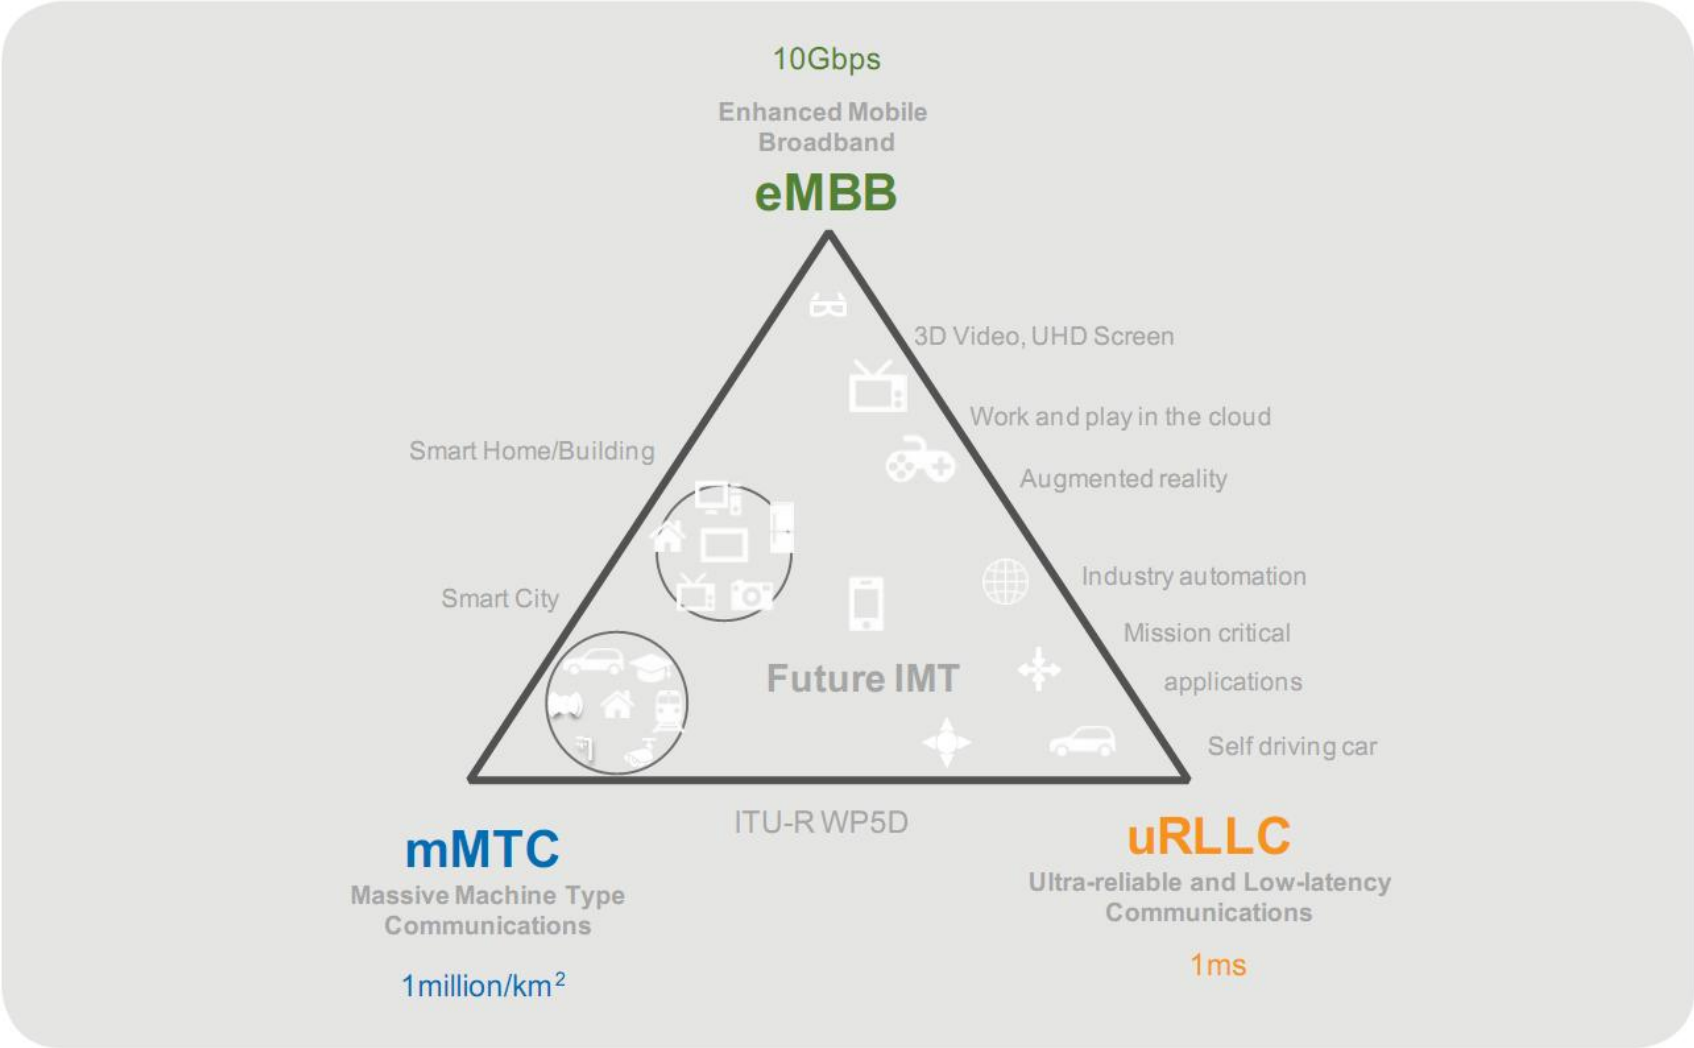 10Gbps
Enhanced Mobile
Broadband
eMBB
3D Video, UHD Screen
Work and play in the cloud
Smart Home/Building
Augmented reality
Industry automation
Smart City
Mission critical
Future IMT
applications
Self driving car
ITU-R WP5D
mMTC
Massive Machine Type
Communications
1million/km²
uRLLC
Ultra-reliable and Low-latency
Communications
1ms